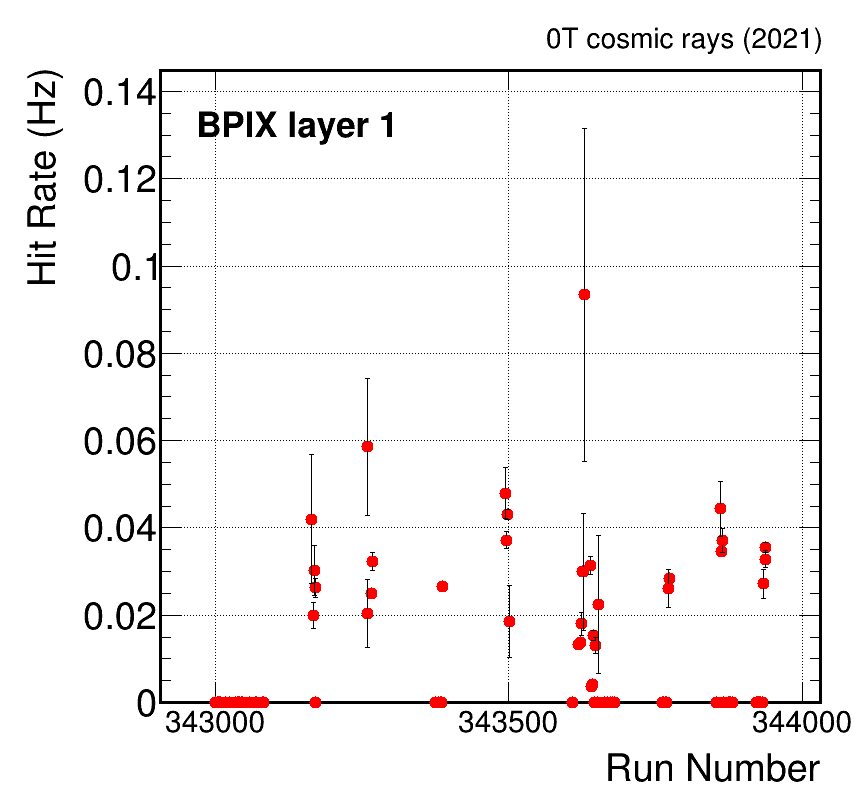 0T cosmic rays (2021)
Hit Rate (Hz)
BPIX layer 1
0.14
0.12
0.1
0.08
0.06
0.04
0.02
0
343000 343500 344000
Run Number